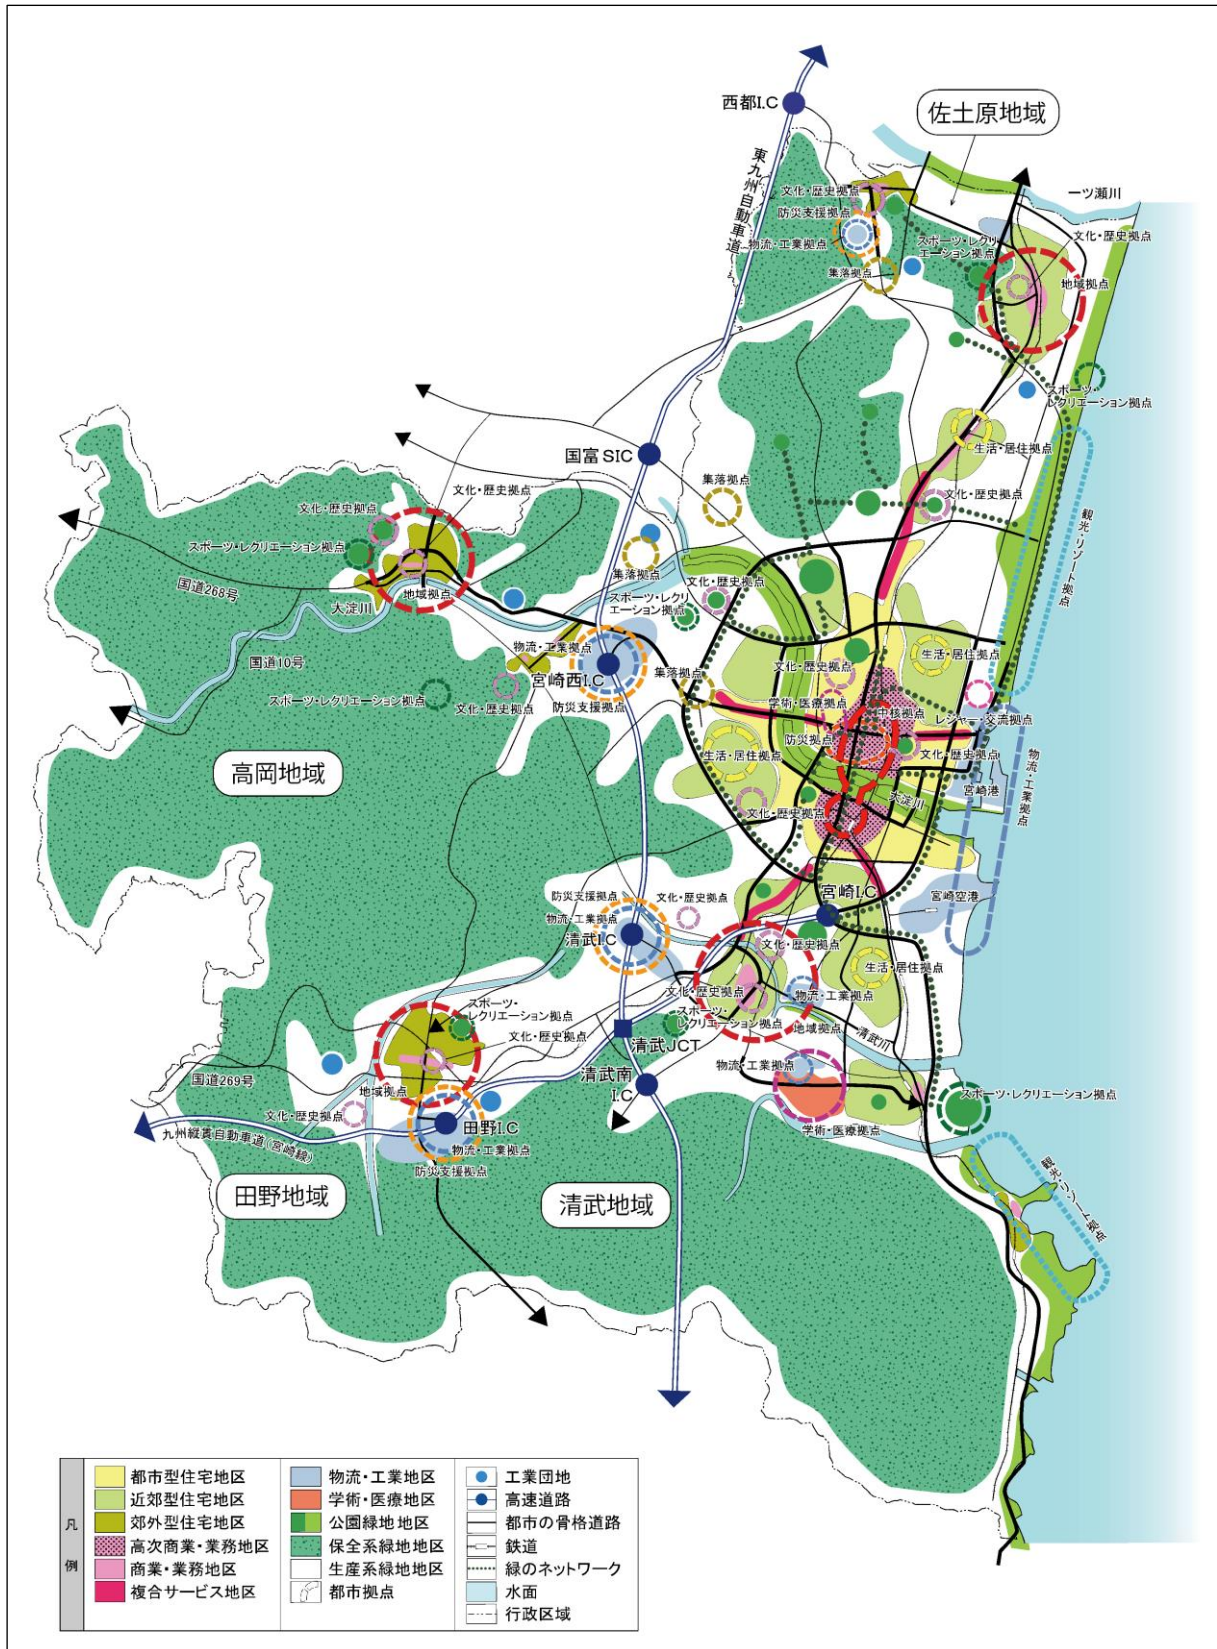 西都I.C
佐土原地域
東九州自動車道
一ツ瀬川
文化・歴史拠点
防災支援拠点
物流・工業拠点
集落拠点
スポーツ・レクリ
エーション拠点
文化・歴史拠点
地域拠点
スポーツ・
レクリエーション拠点
生活・居住拠点
国富SIC
集落拠点
文化・歴史拠点
観光・リゾート拠点
文化・歴史拠点
文化・歴史拠点
スポーツ・レクリエーション拠点
国道268号
地域拠点
大淀川
集落拠点
文化・歴史拠点
スポーツ・レクリ
エーション拠点
物流・工業拠点
宮崎西I.C
防災支援拠点
国道10号
スポーツ・レクリエーション拠点
文化・歴史拠点
集落拠点
文化・歴史拠点
生活・居住拠点
学術・医療拠点
中核拠点
レジャー・交流拠点
防災拠点
文化・歴史拠点
生活・居住拠点
高岡地域
宮崎港
物流・工業拠点
大淀川
文化・歴史拠点
防災支援拠点
文化・歴史拠点
宮崎I.C
宮崎空港
物流・工業拠点
清武I.C
文化・歴史拠点
生活・居住拠点
文化・歴史拠点
物流・工業拠点
スポーツ・
レクリエーション拠点
地域拠点
清武川
スポーツ・
レクリエーション拠点
文化・歴史拠点
清武JCT
清武南
I.C
物流・工業拠点
国道269号
地域拠点
文化・歴史拠点
九州縦貫自動車道(宮崎線)
田野I.C
物流・工業拠点
防災支援拠点
学術・医療拠点
スポーツ・レクリエーション拠点
観光・リゾート拠点
田野地域
清武地域
凡例
都市型住宅地区
近郊型住宅地区
郊外型住宅地区
高次商業・業務地区
商業・業務地区
複合サービス地区
物流・工業地区
学術・医療地区
公園緑地地区
保全系緑地地区
生産系緑地地区
都市拠点
工業団地
高速道路
都市の骨格道路
鉄道
緑のネットワーク
水面
行政区域